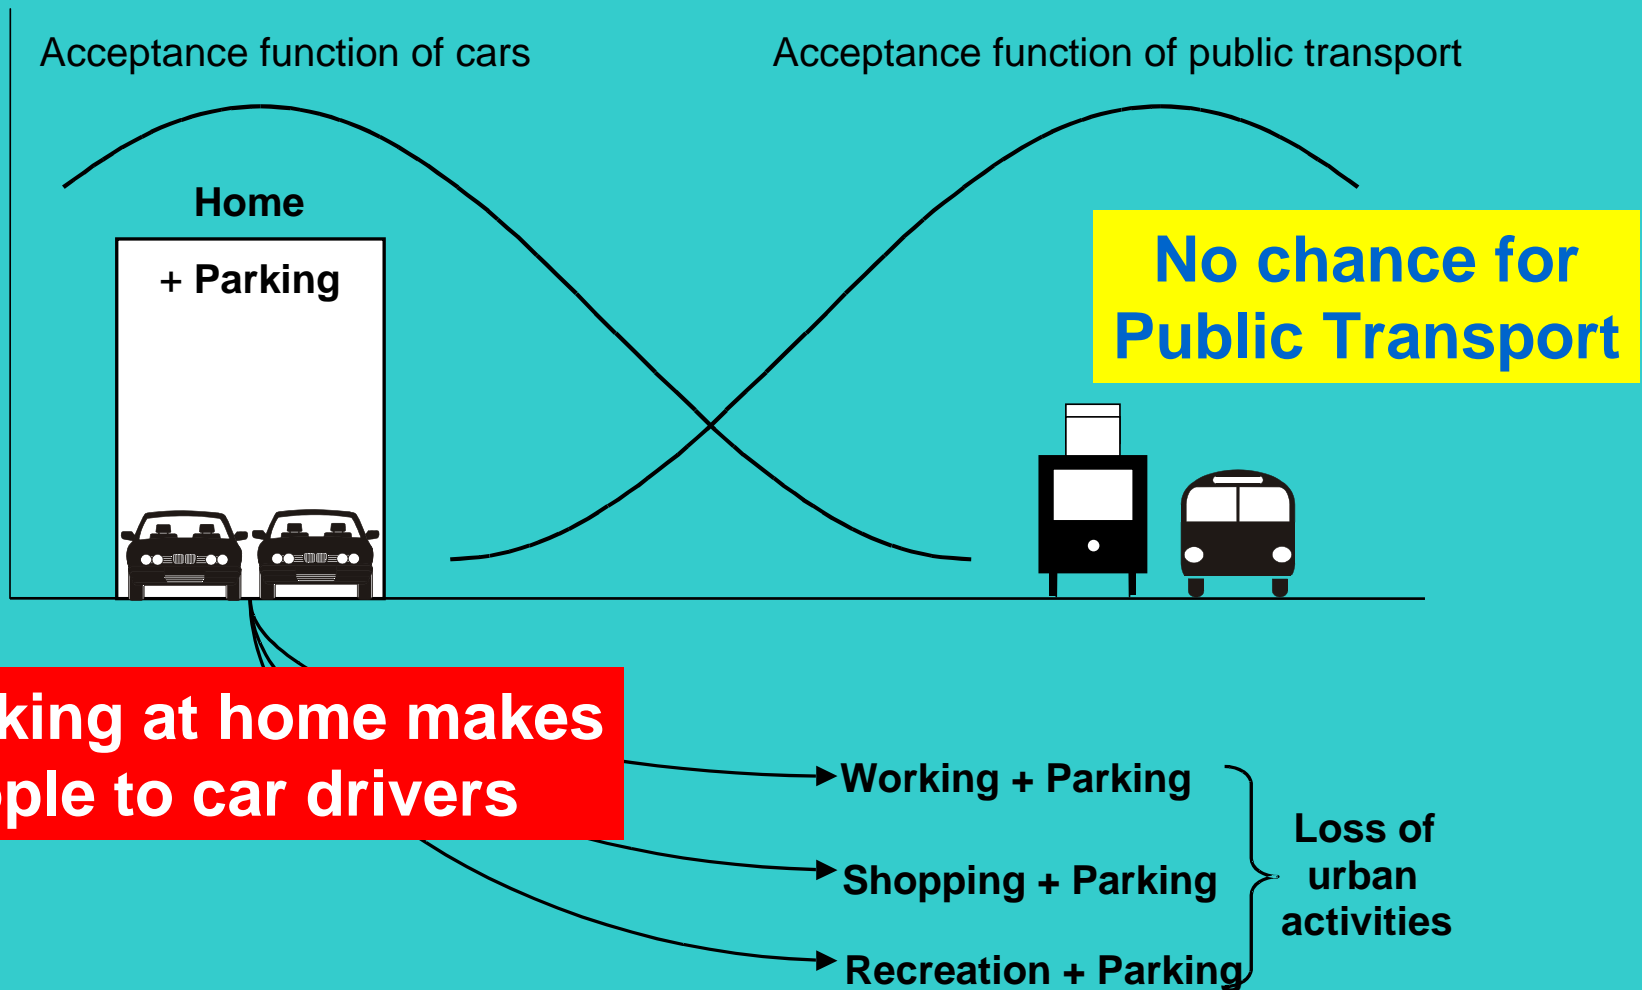 Acceptance function of cars
Acceptance function of public transport
Home
+ Parking
No chance for
Public Transport
king at home makes
ople to car drivers
Working + Parking
Shopping + Parking
Recreation + Parking
Loss of
urban
activities